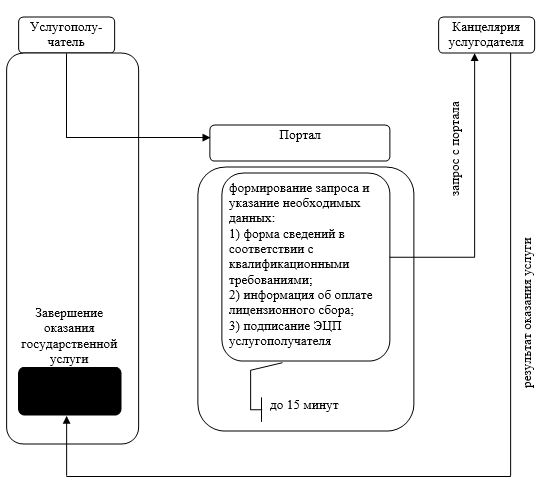 Услугополу-
чатель
Канцелярия
услугодателя
Портал
запрос с портала
формирование запроса и
указание необходимых
данных:
1) форма сведений в
соответствии с
квалификационными
требованиями;
2) информация об оплате
лицензионного сбора;
3) подписание ЭЦП
услугополучателя
результат оказания услуги
Завершение
оказания
государственной
услуги
до 15 минут